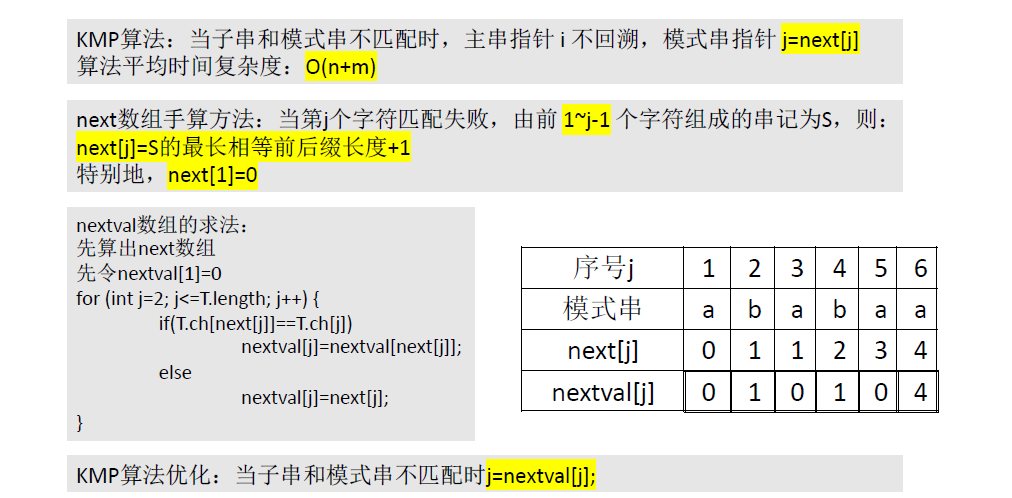 KMP算法：当子串和模式串不匹配时，主串指针 i 不回溯，模式串指针 j=next[j]
算法平均时间复杂度：O(n+m)
next数组手算方法：当第j个字符匹配失败，由前 1~j-1 个字符组成的串记为S，则：
next[j]=S的最长相等前后缀长度+1
特别地，next[1]=0
nextval数组的求法：
先算出next数组
先令nextval[1]=0
for (int j=2; j<=T.length; j++) {
if(T.ch[next[j]]==T.ch[j])
nextval[j]=nextval[next[j]];
else
nextval[j]=next[j];
}
序号j 1 2 3 4 5 6
模式串 a b a b a a
next[j] 0 1 1 2 3 4
nextval[j] 0 1 0 1 0 4
KMP算法优化：当子串和模式串不匹配时j=nextval[j];